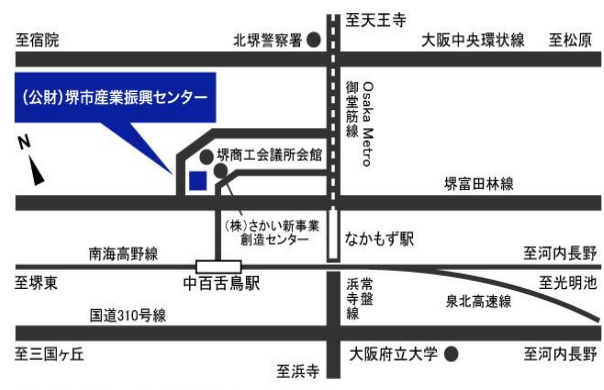 至天王寺
至宿院
北堺警察署
大阪中央環状線
至松原
(公財)堺市産業振興センター
Osaka Metro
御堂筋線
N
堺商工会議所会館
堺富田林線
(株)さかい新事業
創造センター
なかもず駅
南海高野線
至河内長野
至堺東
中百舌鳥駅
常磐
浜寺線
至光明池
泉北高速線
国道310号線
至三国ヶ丘
大阪府立大学
至河内長野
至浜寺